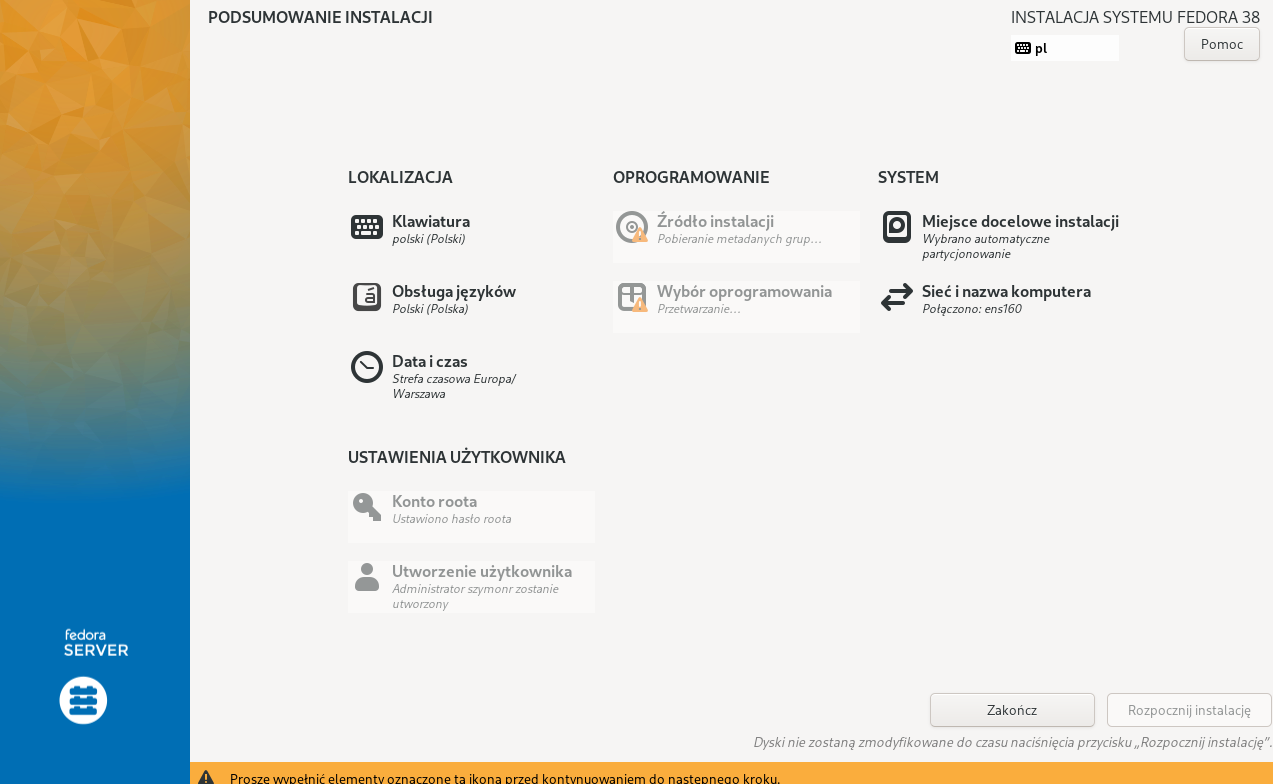 PODSUMOWANIE INSTALACJI
INSTALACJA SYSTEMU FEDORA 38
pl
Pomoc
LOKALIZACJA
Klawiatura
polski (Polski)
Obsługa języków
Polski (Polska)
Data i czas
Strefa czasowa Europa/
Warszawa
OPROGRAMOWANIE
Źródło instalacji
Pobieranie metadanych grup…
Wybór oprogramowania
Przetwarzanie…
SYSTEM
Miejsce docelowe instalacji
Wybrano automatyczne
partycjonowanie
Sieć i nazwa komputera
Połączono: ens160
USTAWIENIA UŻYTKOWNIKA
Konto roota
Ustawiono hasło roota
Utworzenie użytkownika
Administrator szymonr zostanie
utworzony
fedora
SERVER
Zakończ
Rozpocznij instalację
Dyski nie zostaną zmodyfikowane do czasu naciśnięcia przycisku „Rozpocznij instalację”.
Proszę wypełnić elementy oznaczone tą ikoną przed kontynuowaniem do następnego kroku.